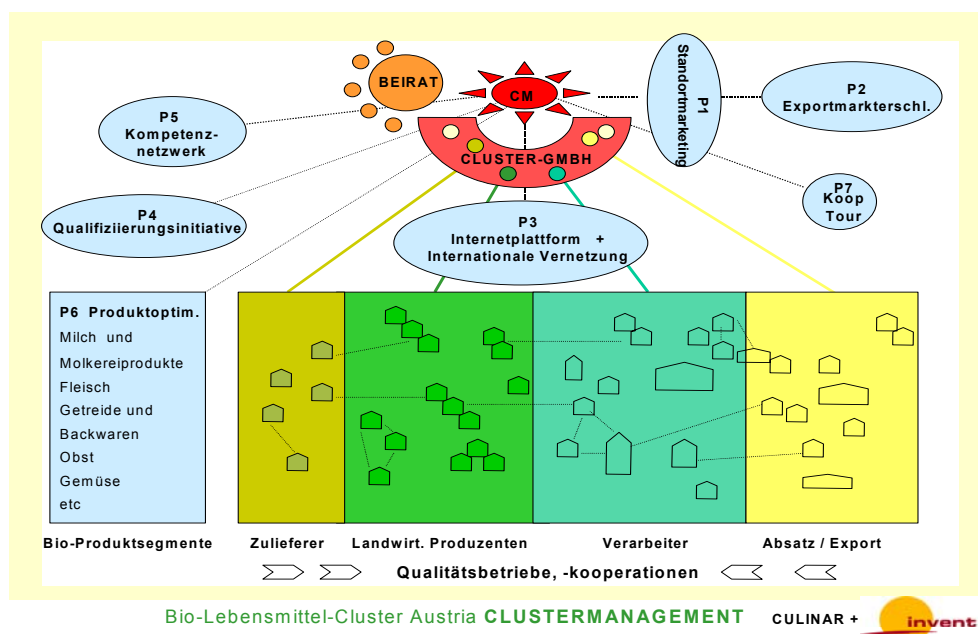 BEIRAT
CM
CLUSTER-GMBH
P1
Standortmarketing
P2
Exportmarkterschl.
P5
Kompetenz-
netzwerk
P4
Qualifiziierungsinitiative
P7
Koop
Tour
P3
Internetplattform +
Internationale Vernetzung
P6 Produktoptim.
Milch und
Molkereiprodukte
Fleisch
Getreide und
Backwaren
Obst
Gemüse
etc
Bio-Produktsegmente
Zulieferer
Landwirt. Produzenten
Verarbeiter
Absatz / Export
Qualitätsbetriebe, -kooperationen
Bio-Lebensmittel-Cluster Austria CLUSTERMANAGEMENT
CULINAR +
invent